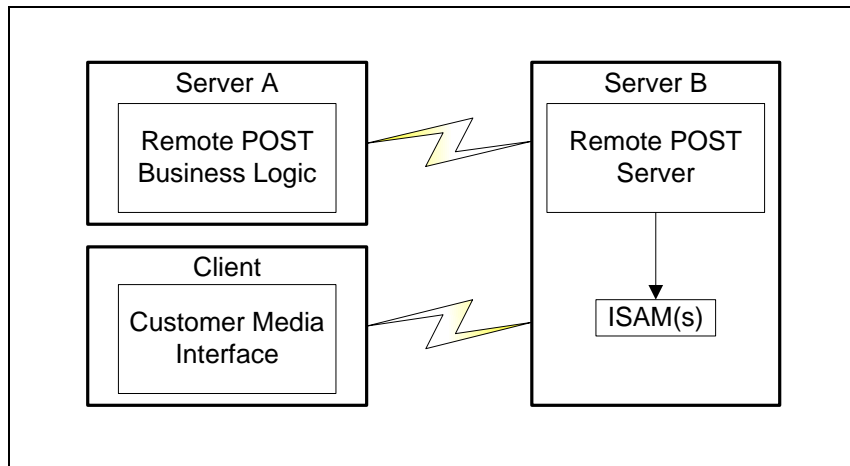 Server A
Remote POST
Business Logic
Client
Customer Media
Interface
Server B
Remote POST
Server
ISAM(s)